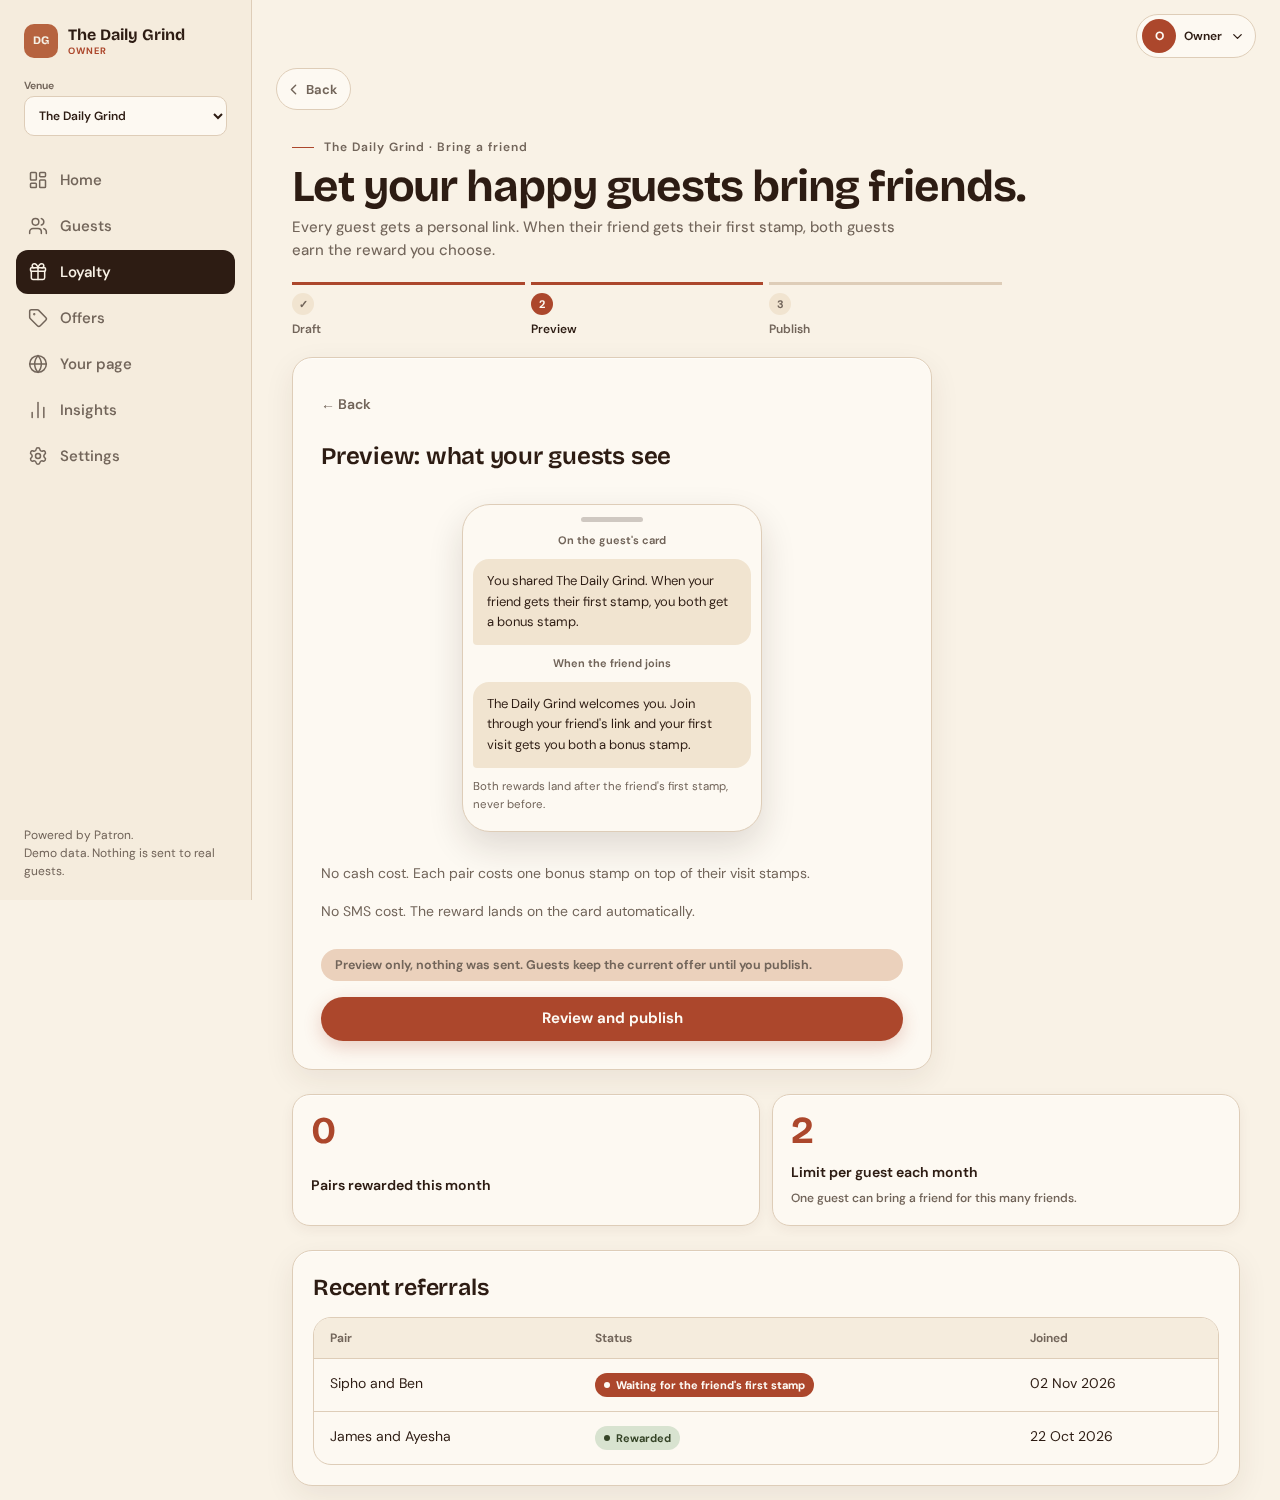 DG
The Daily Grind
OWNER
Venue
The Daily Grind
Home
Guests
Loyalty
Offers
Your page
Insights
Settings
Powered by Patron.
Demo data. Nothing is sent to real
guests.
O
Owner
Back
The Daily Grind · Bring a friend
Let your happy guests bring friends.
Every guest gets a personal link. When their friend gets their first stamp, both guests
earn the reward you choose.
✓
Draft
2
Preview
3
Publish
← Back
Preview: what your guests see
On the guest's card
You shared The Daily Grind. When your
friend gets their first stamp, you both get
a bonus stamp.
When the friend joins
The Daily Grind welcomes you. Join
through your friend's link and your first
visit gets you both a bonus stamp.
Both rewards land after the friend's first stamp,
never before.
No cash cost. Each pair costs one bonus stamp on top of their visit stamps.
No SMS cost. The reward lands on the card automatically.
Preview only, nothing was sent. Guests keep the current offer until you publish.
Review and publish
0
Pairs rewarded this month
2
Limit per guest each month
One guest can bring a friend for this many friends.
Recent referrals
Pair Status Joined
Sipho and Ben Waiting for the friend's first stamp 02 Nov 2026
James and Ayesha Rewarded 22 Oct 2026